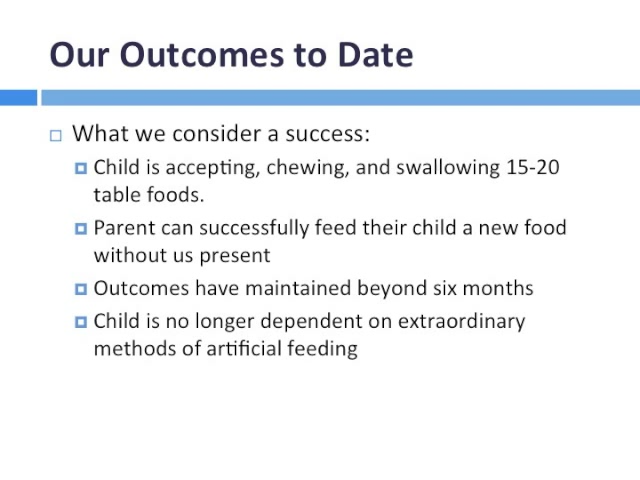 Our Outcomes to Date
What we consider a success:
Child is accepting, chewing, and swallowing 15-20
table foods.
Parent can successfully feed their child a new food
without us present
Outcomes have maintained beyond six months
Child is no longer dependent on extraordinary
methods of artificial feeding